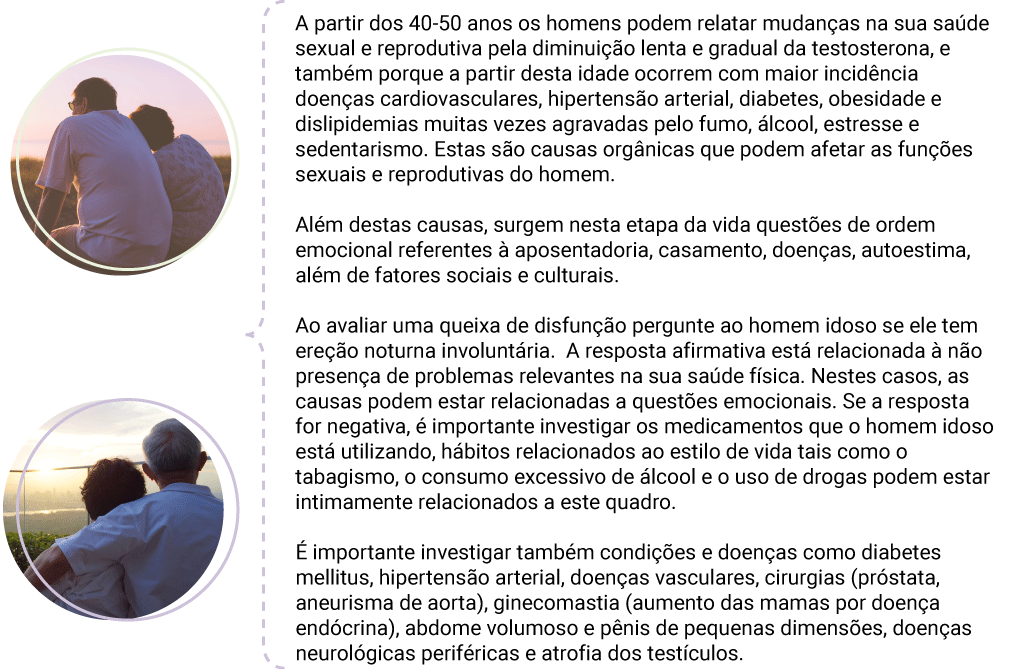 A partir dos 40-50 anos os homens podem relatar mudanças na sua saúde
sexual e reprodutiva pela diminuição lenta e gradual da testosterona, e
também porque a partir desta idade ocorrem com maior incidência
doenças cardiovasculares, hipertensão arterial, diabetes, obesidade e
dislipidemias muitas vezes agravadas pelo fumo, álcool, estresse e
sedentarismo. Estas são causas orgânicas que podem afetar as funções
sexuais e reprodutivas do homem.
Além destas causas, surgem nesta etapa da vida questões de ordem
emocional referentes à aposentadoria, casamento, doenças, autoestima,
além de fatores sociais e culturais.
Ao avaliar uma queixa de disfunção pergunte ao homem idoso se ele tem
ereção noturna involuntária.  A resposta afirmativa está relacionada à não
presença de problemas relevantes na sua saúde física. Nestes casos, as
causas podem estar relacionadas a questões emocionais. Se a resposta
for negativa, é importante investigar os medicamentos que o homem idoso
está utilizando, hábitos relacionados ao estilo de vida tais como o
tabagismo, o consumo excessivo de álcool e o uso de drogas podem estar
intimamente relacionados a este quadro.
É importante investigar também condições e doenças como diabetes
mellitus, hipertensão arterial, doenças vasculares, cirurgias (próstata,
aneurisma de aorta), ginecomastia (aumento das mamas por doença
endócrina), abdome volumoso e pênis de pequenas dimensões, doenças
neurológicas periféricas e atrofia dos testículos.